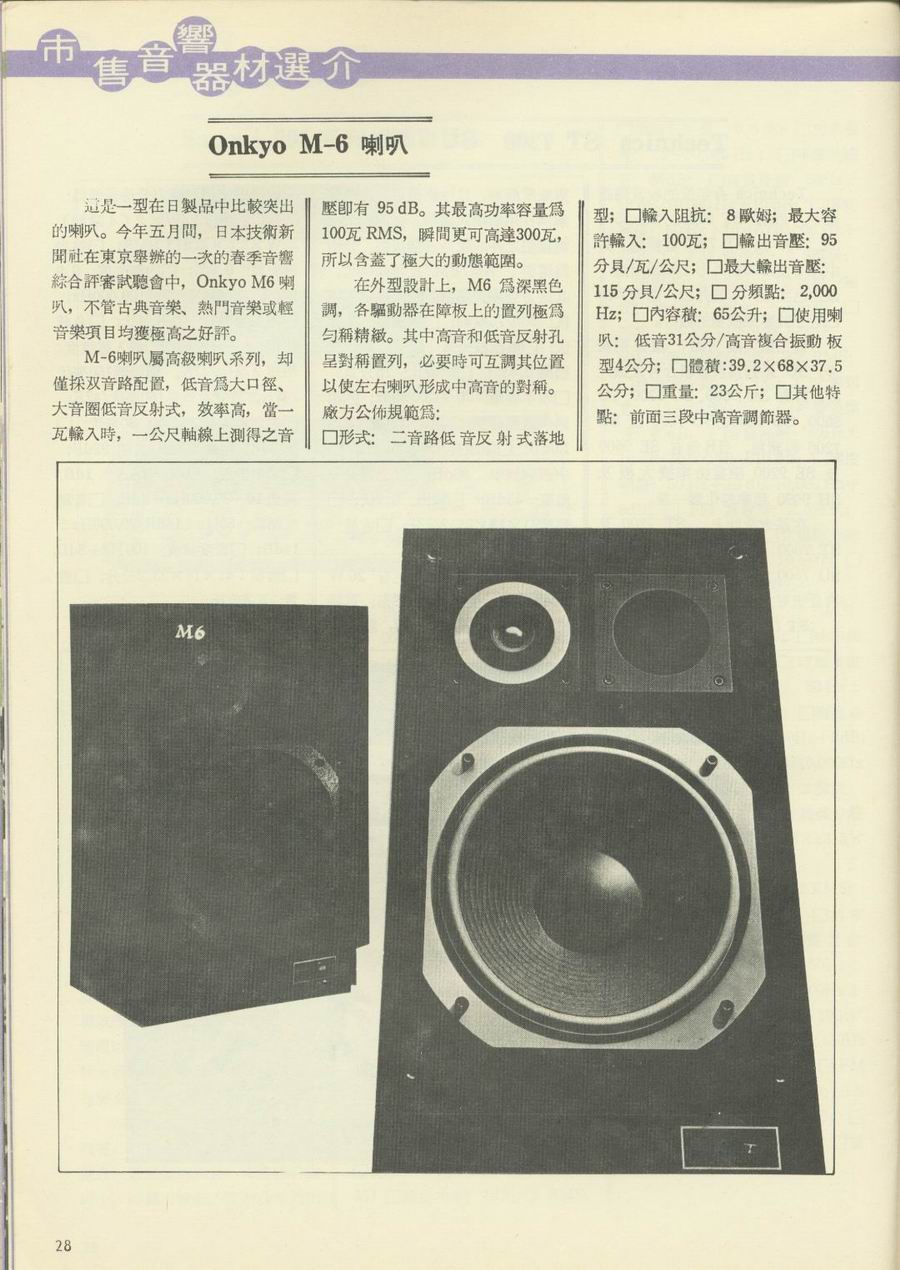 市售音響器材選介
Onkyo M-6 喇叭
這是一型在日製品中比較突出
的喇叭。今年五月間，日本技術新
聞社在東京舉辦的一次的春季音響
綜合評審試聽會中，Onkyo M6 喇
叭，不管古典音樂、熱門音樂或輕
音樂項目均獲極高之好評。
M-6喇叭屬高級喇叭系列，却
僅採双音路配置，低音爲大口徑、
大音圈低音反射式，效率高，當一
瓦輸入時，一公尺軸線上測得之音
壓卽有 95 dB。其最高功率容量爲
100瓦 RMS，瞬間更可高達300瓦，
所以含蓋了極大的動態範圍。
在外型設計上，M6 爲深黑色
調，各驅動器在障板上的置列極爲
勻稱精緻。其中高音和低音反射孔
呈對稱置列，必要時可互調其位置
以使左右喇叭形成中高音的對稱。
廠方公佈規範爲：
□形式： 二音路低音反射式落地
型；□輸入阻抗： 8 歐姆；最大容
許輸入： 100瓦；□輸出音壓： 95
分貝/瓦/公尺；□最大輸出音壓：
115 分貝/公尺；□ 分頻點： 2,000
Hz；□內容積： 65公升；□使用喇
叭： 低音31公分/高音複合振動 板
型4公分；□體積：39.2×68×37.5
公分；□重量： 23公斤；□其他特
點： 前面三段中高音調節器。
M6
28